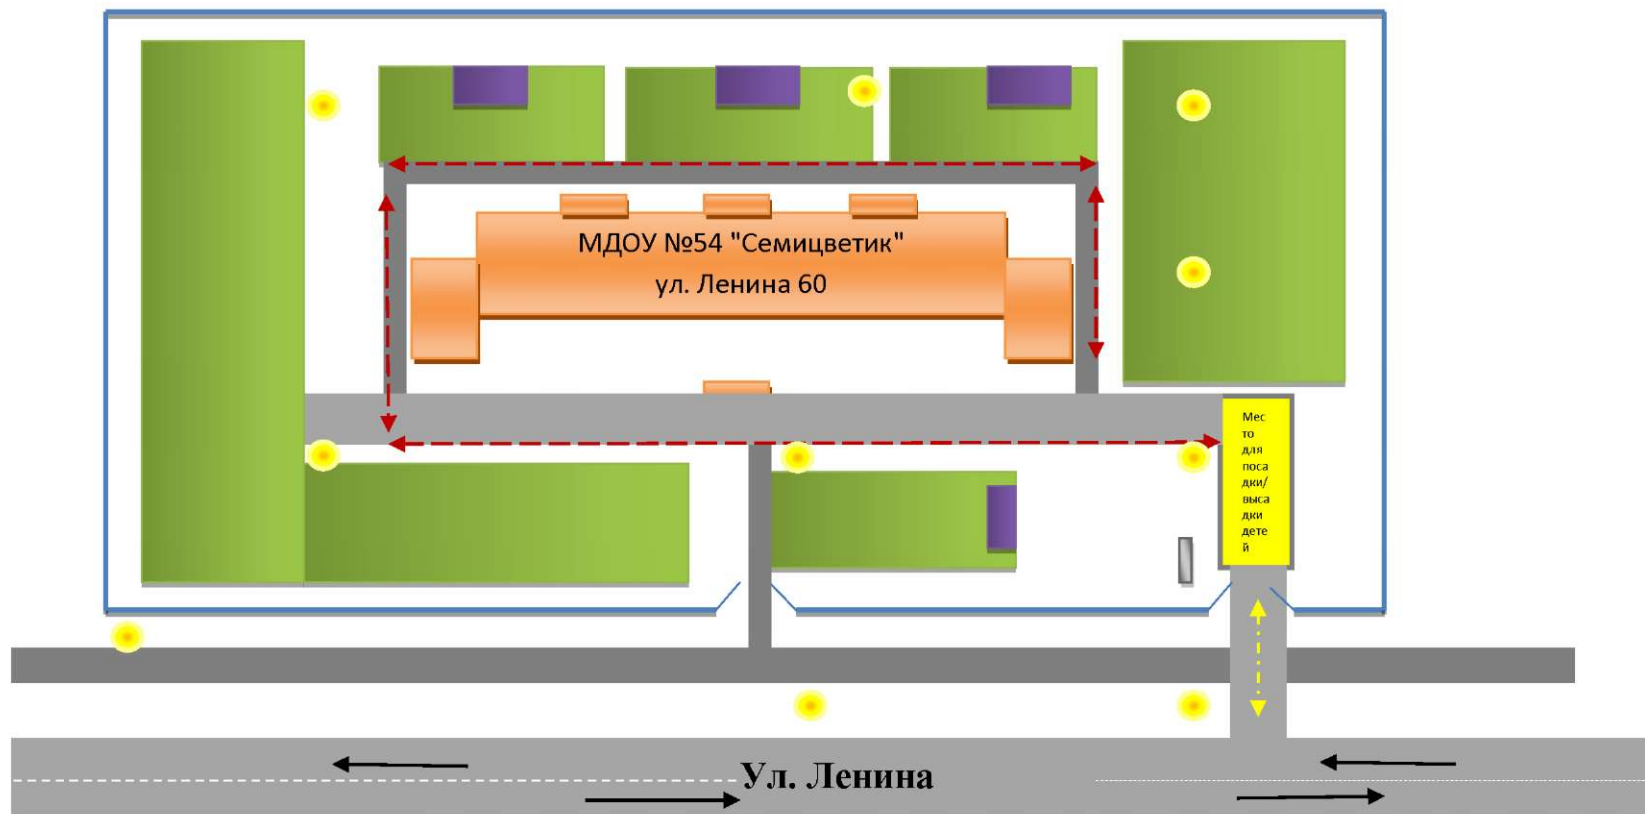 МДОУ №54 "Семицветик"
ул. Ленина 60
Мес
то
для
поса
дки/
выса
дки
дете
й
Ул. Ленина